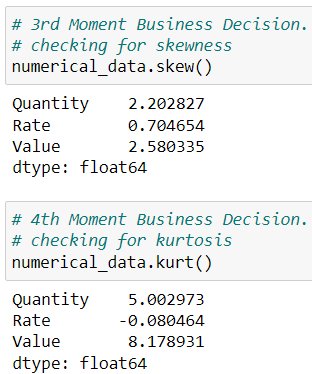 # 3rd Moment Business Decision.
# checking for skewness
numerical_data.skew()
Quantity    2.202827
Rate        0.704654
Value       2.580335
dtype: float64
# 4th Moment Business Decision.
# checking for kurtosis
numerical_data.kurt()
Quantity    5.002973
Rate       -0.080464
Value       8.178931
dtype: float64